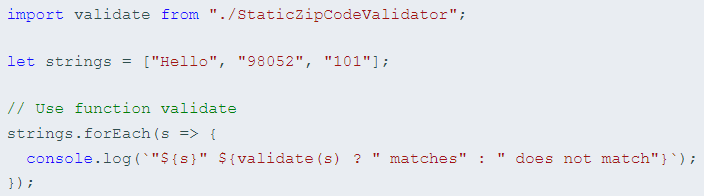 import validate from "./StaticZipCodeValidator";
let strings = ["Hello", "98052", "101"];
// Use function validate
strings.forEach(s => {
  console.log(`"${s}" ${validate(s) ? " matches" : " does not match"}`);
});